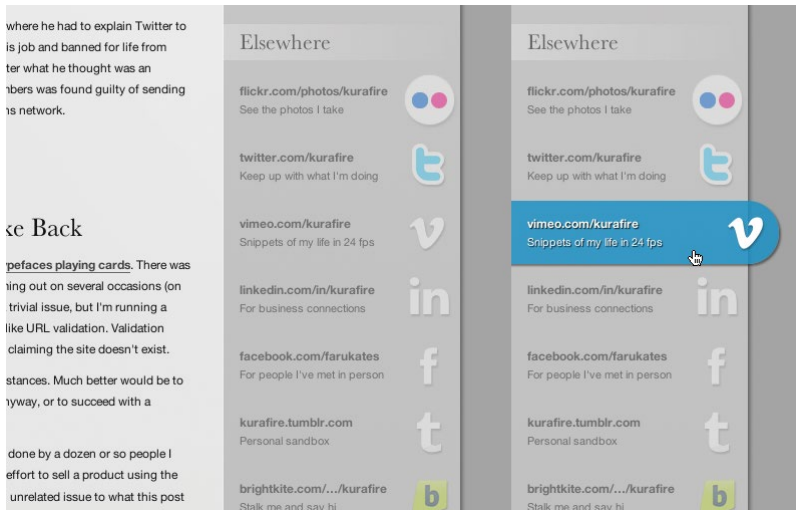 where he had to explain Twitter to
is job and banned for life from
ter what he thought was an
nbers was found guilty of sending
ns network.
ke Back
ypefaces playing cards. There was
ning out on several occasions (on
trivial issue, but I'm running a
like URL validation. Validation
claiming the site doesn't exist.
stances. Much better would be to
nyway, or to succeed with a
done by a dozen or so people I
effort to sell a product using the
unrelated issue to what this post
Elsewhere
flickr.com/photos/kurafire
See the photos I take
twitter.com/kurafire
Keep up with what I'm doing
t
vimeo.com/kurafire
Snippets of my life in 24 fps
v
linkedin.com/in/kurafire
For business connections
in
facebook.com/farukates
For people I've met in person
f
kurafire.tumblr.com
Personal sandbox
t
brightkite.com/.../kurafire
Stalk me and say hi
b
Elsewhere
flickr.com/photos/kurafire
See the photos I take
twitter.com/kurafire
Keep up with what I'm doing
t
vimeo.com/kurafire
Snippets of my life in 24 fps
v
linkedin.com/in/kurafire
For business connections
in
facebook.com/farukates
For people I've met in person
f
kurafire.tumblr.com
Personal sandbox
t
brightkite.com/.../kurafire
Stalk me and say hi
b